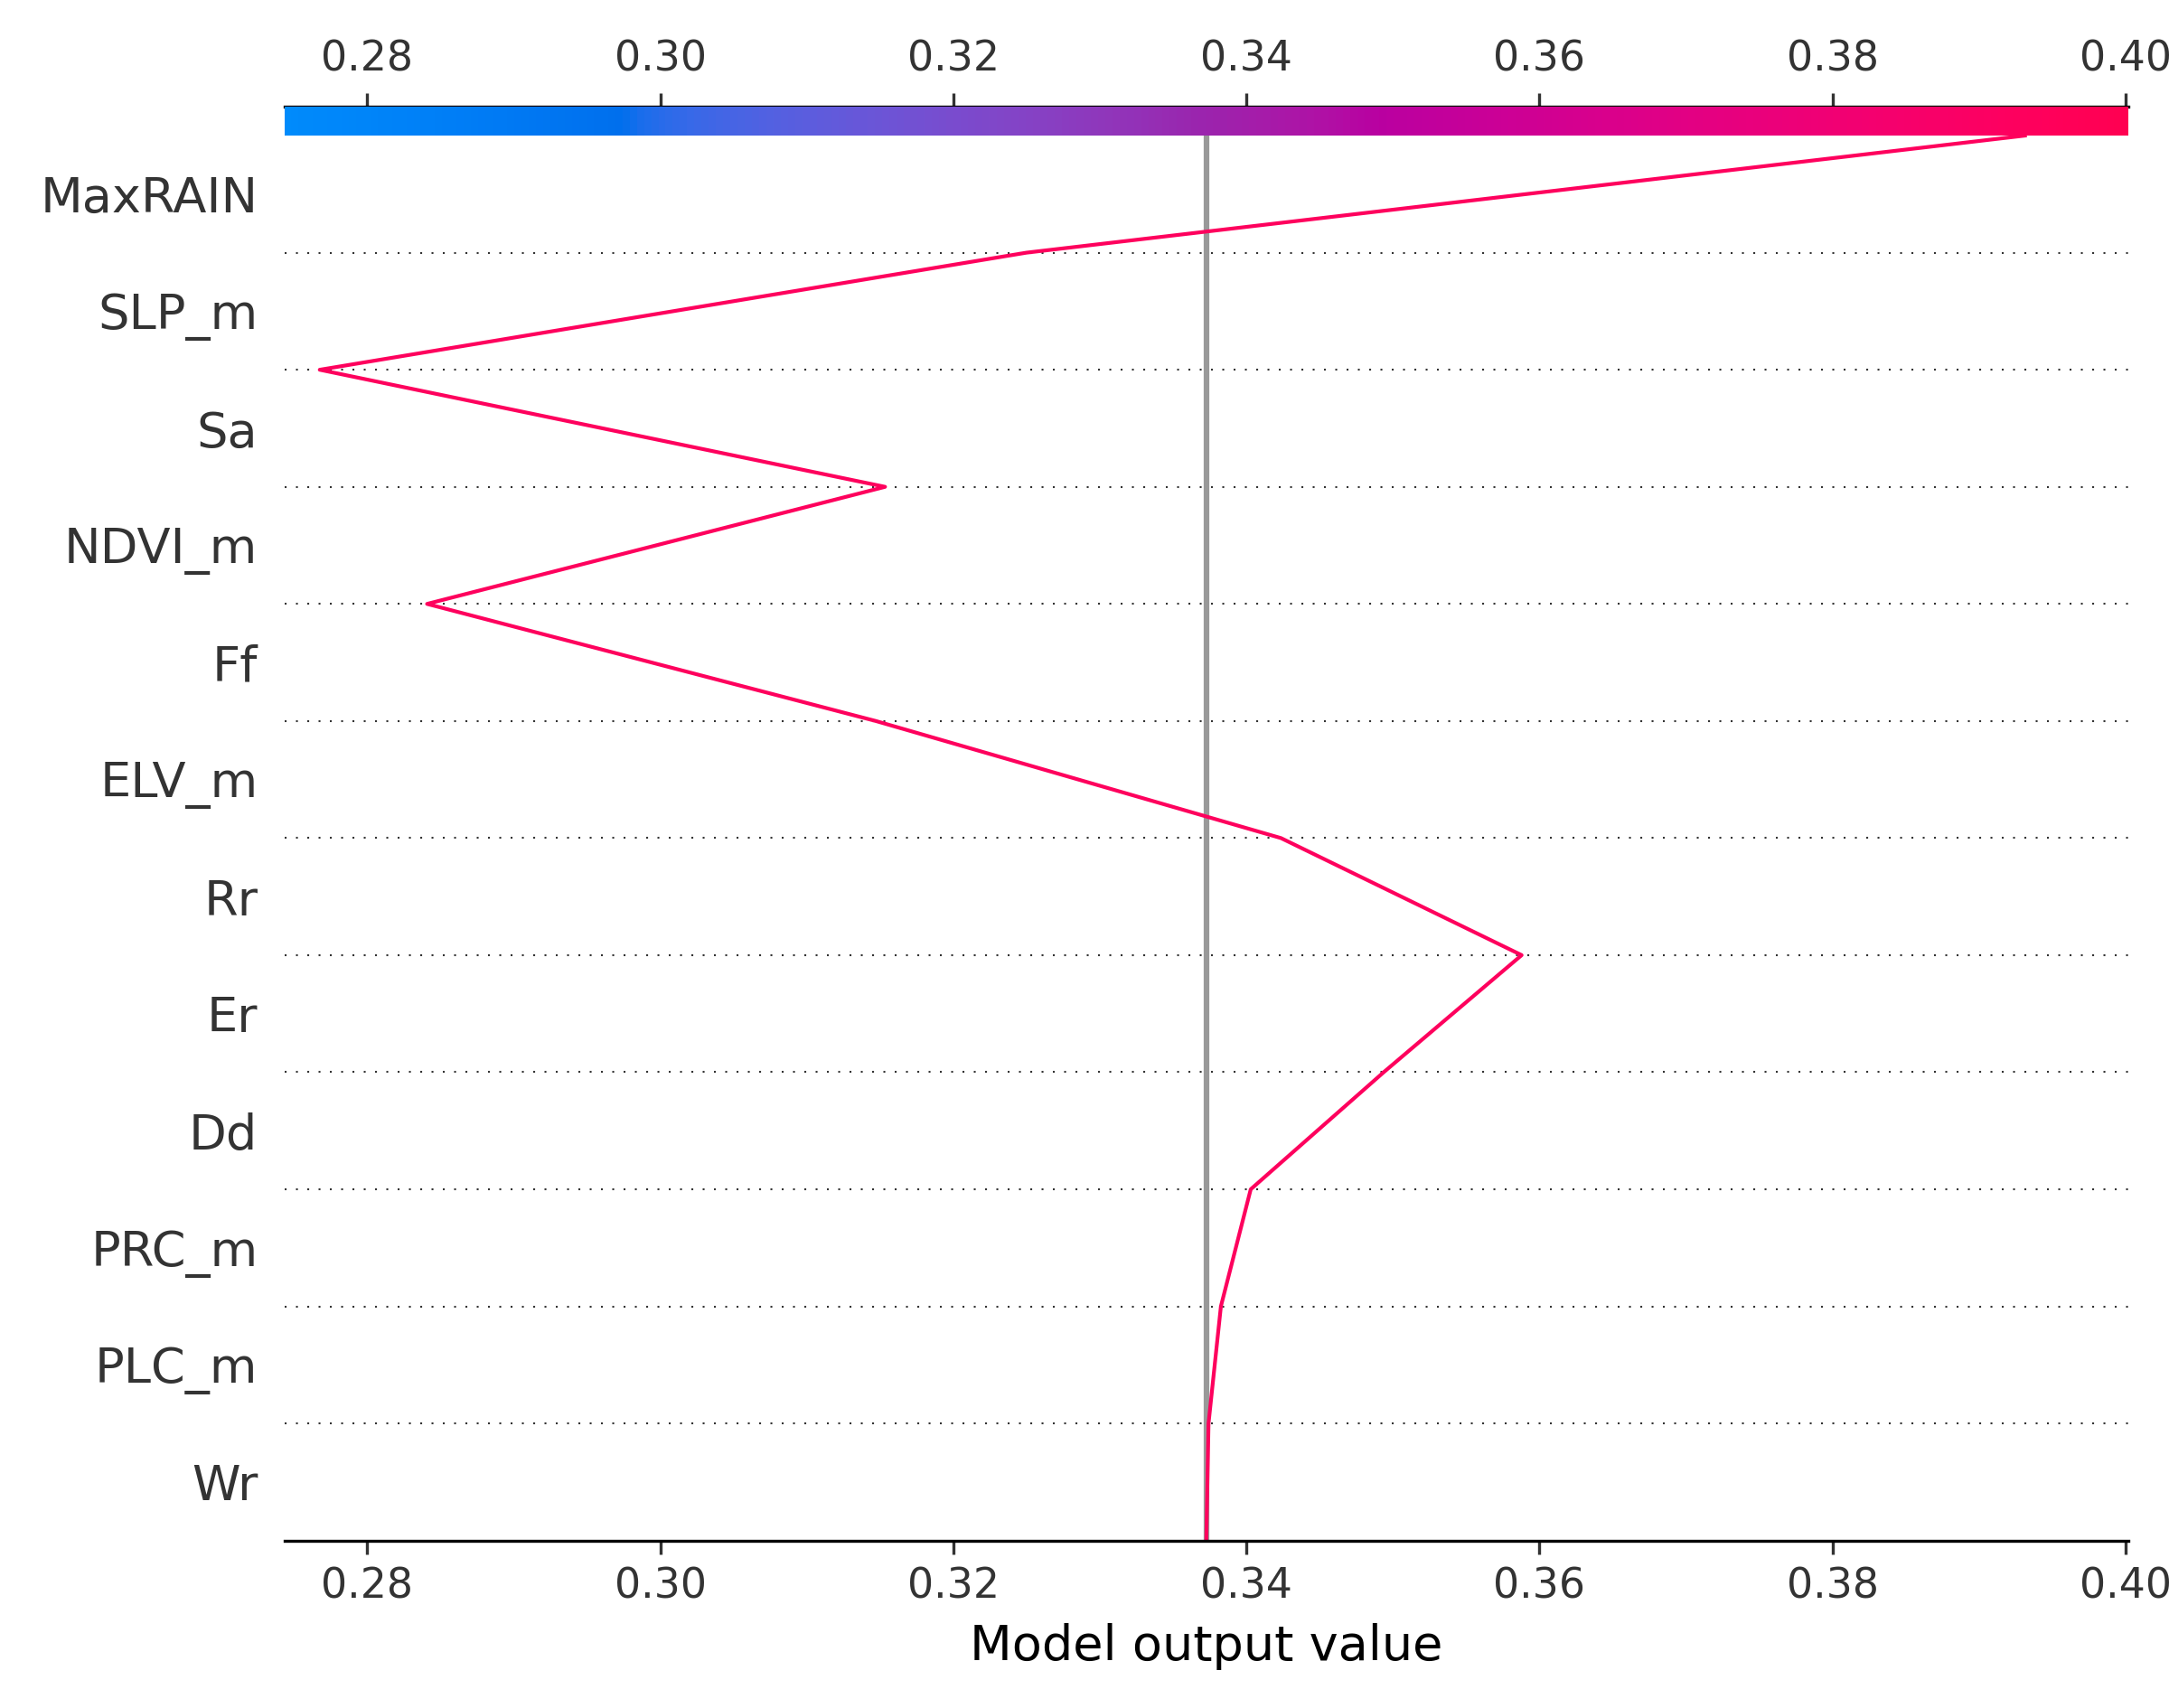 0.28 0.30 0.32 0.34 0.36 0.38 0.40
MaxRAIN
SLP_m
Sa
NDVI_m
Ff
ELV_m
Rr
Er
Dd
PRC_m
PLC_m
Wr
0.28 0.30 0.32 0.34 0.36 0.38 0.40
Model output value